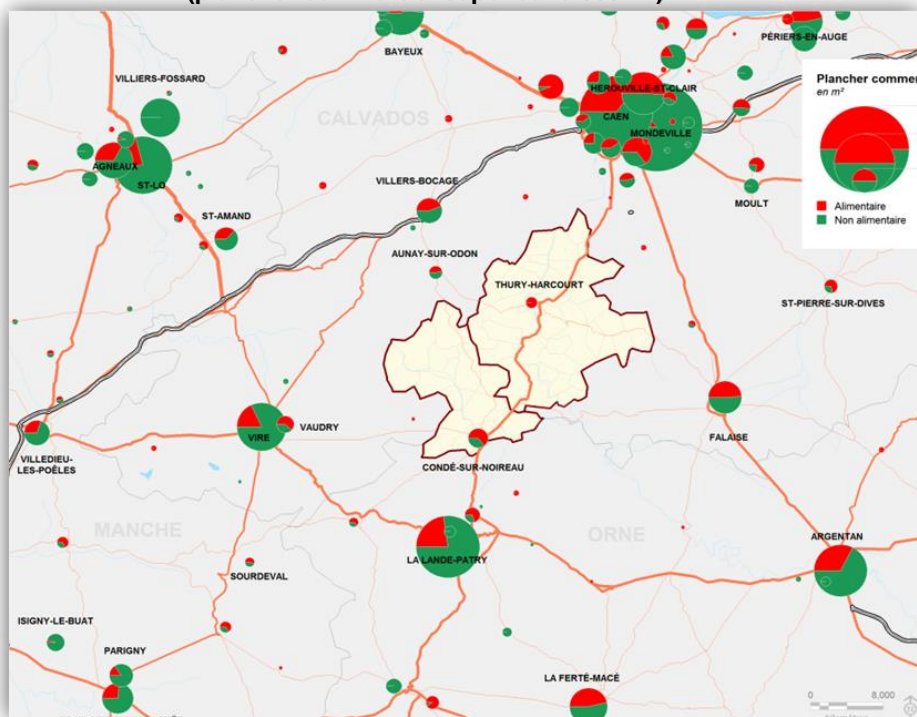 BAYEUX
PÉRIERS-EN-AUGE
VILLIERS-FOSSARD
Plancher commer
en m²
HEROUVILLE-ST-CLAIR
CALVADOS
CAEN
MONDEVILLE
AGNEAUX
ST-LO
VILLERS-BOCAGE
MOULT
Alimentaire
Non alimentaire
ST-AMAND
AUNAY-SUR-ODON
THURY-HARCOURT
ST-PIERRE-SUR-DIVES
VAUDRY
VIRE
FALAISE
VILLEDIEU-
LES-POÊLES
CONDÉ-SUR-NOIREAU
MANCHE
ORNE
ARGENTAN
LA LANDE-PATRY
SOURDEVAL
ISIGNY-LE-BUAT
PARIGNY
LA FERTÉ-MACÉ
0 8,000